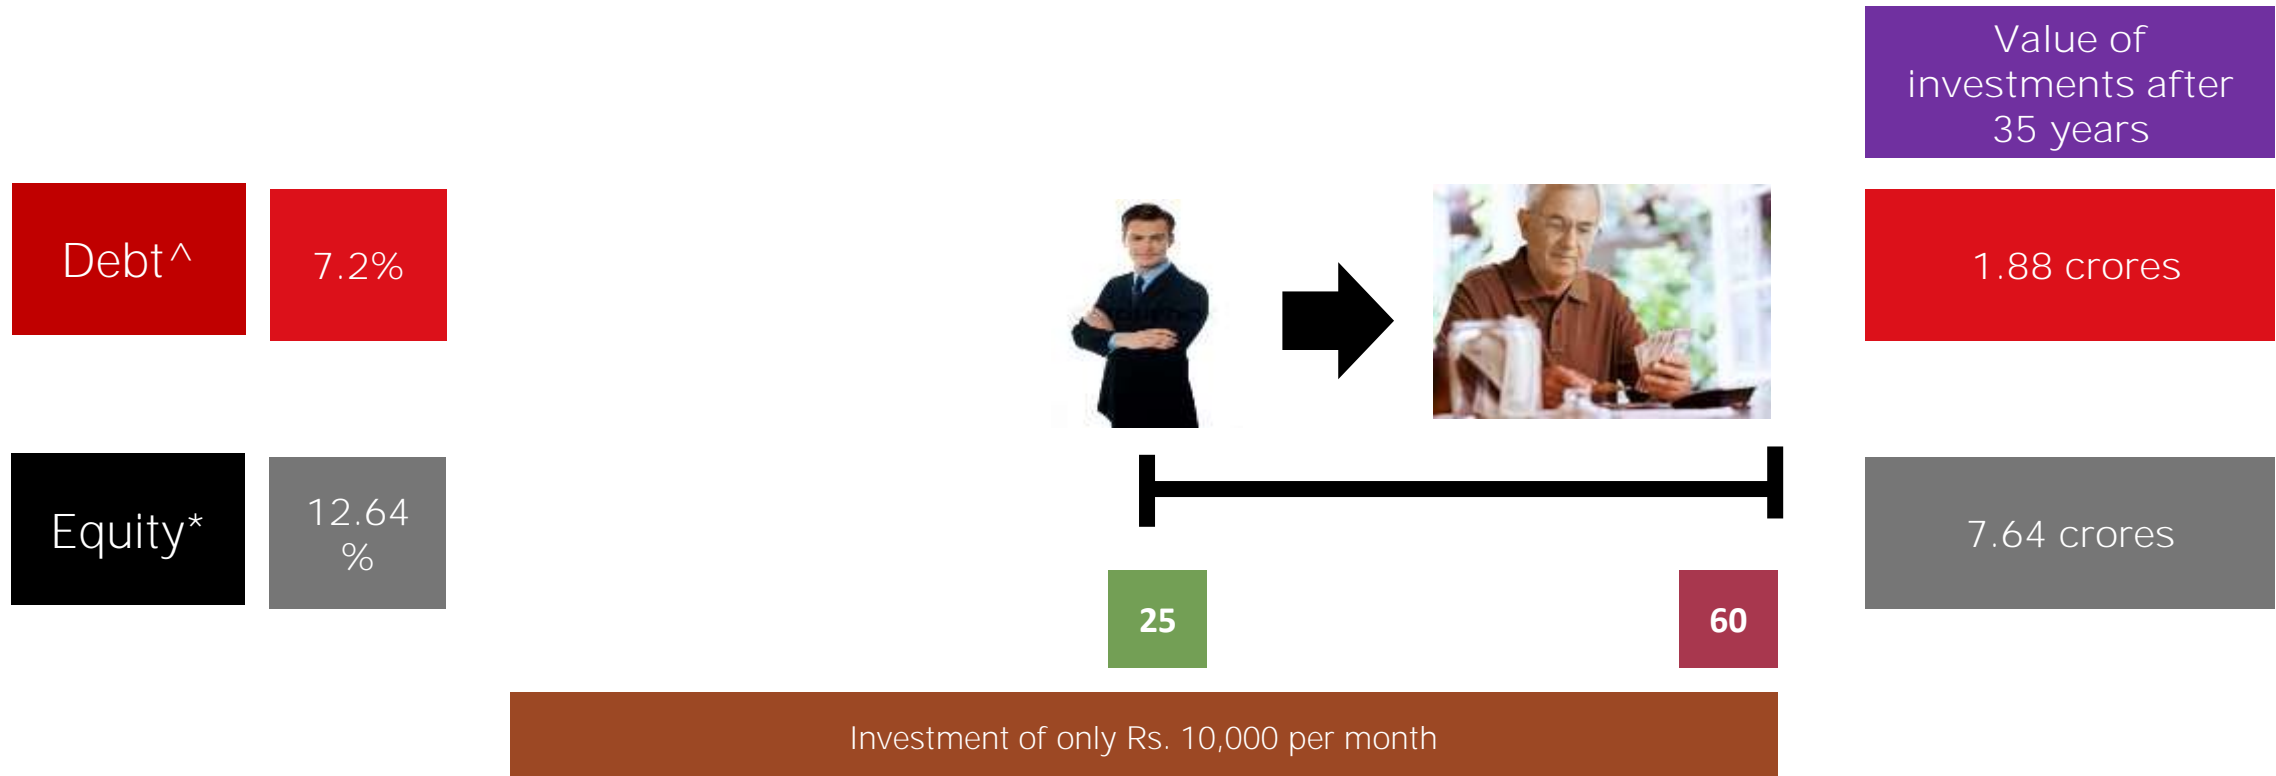 Value of
investments after
35 years
Debt^
7.2%
1.88 crores
Equity*
12.64
%
7.64 crores
25
60
Investment of only Rs. 10,000 per month